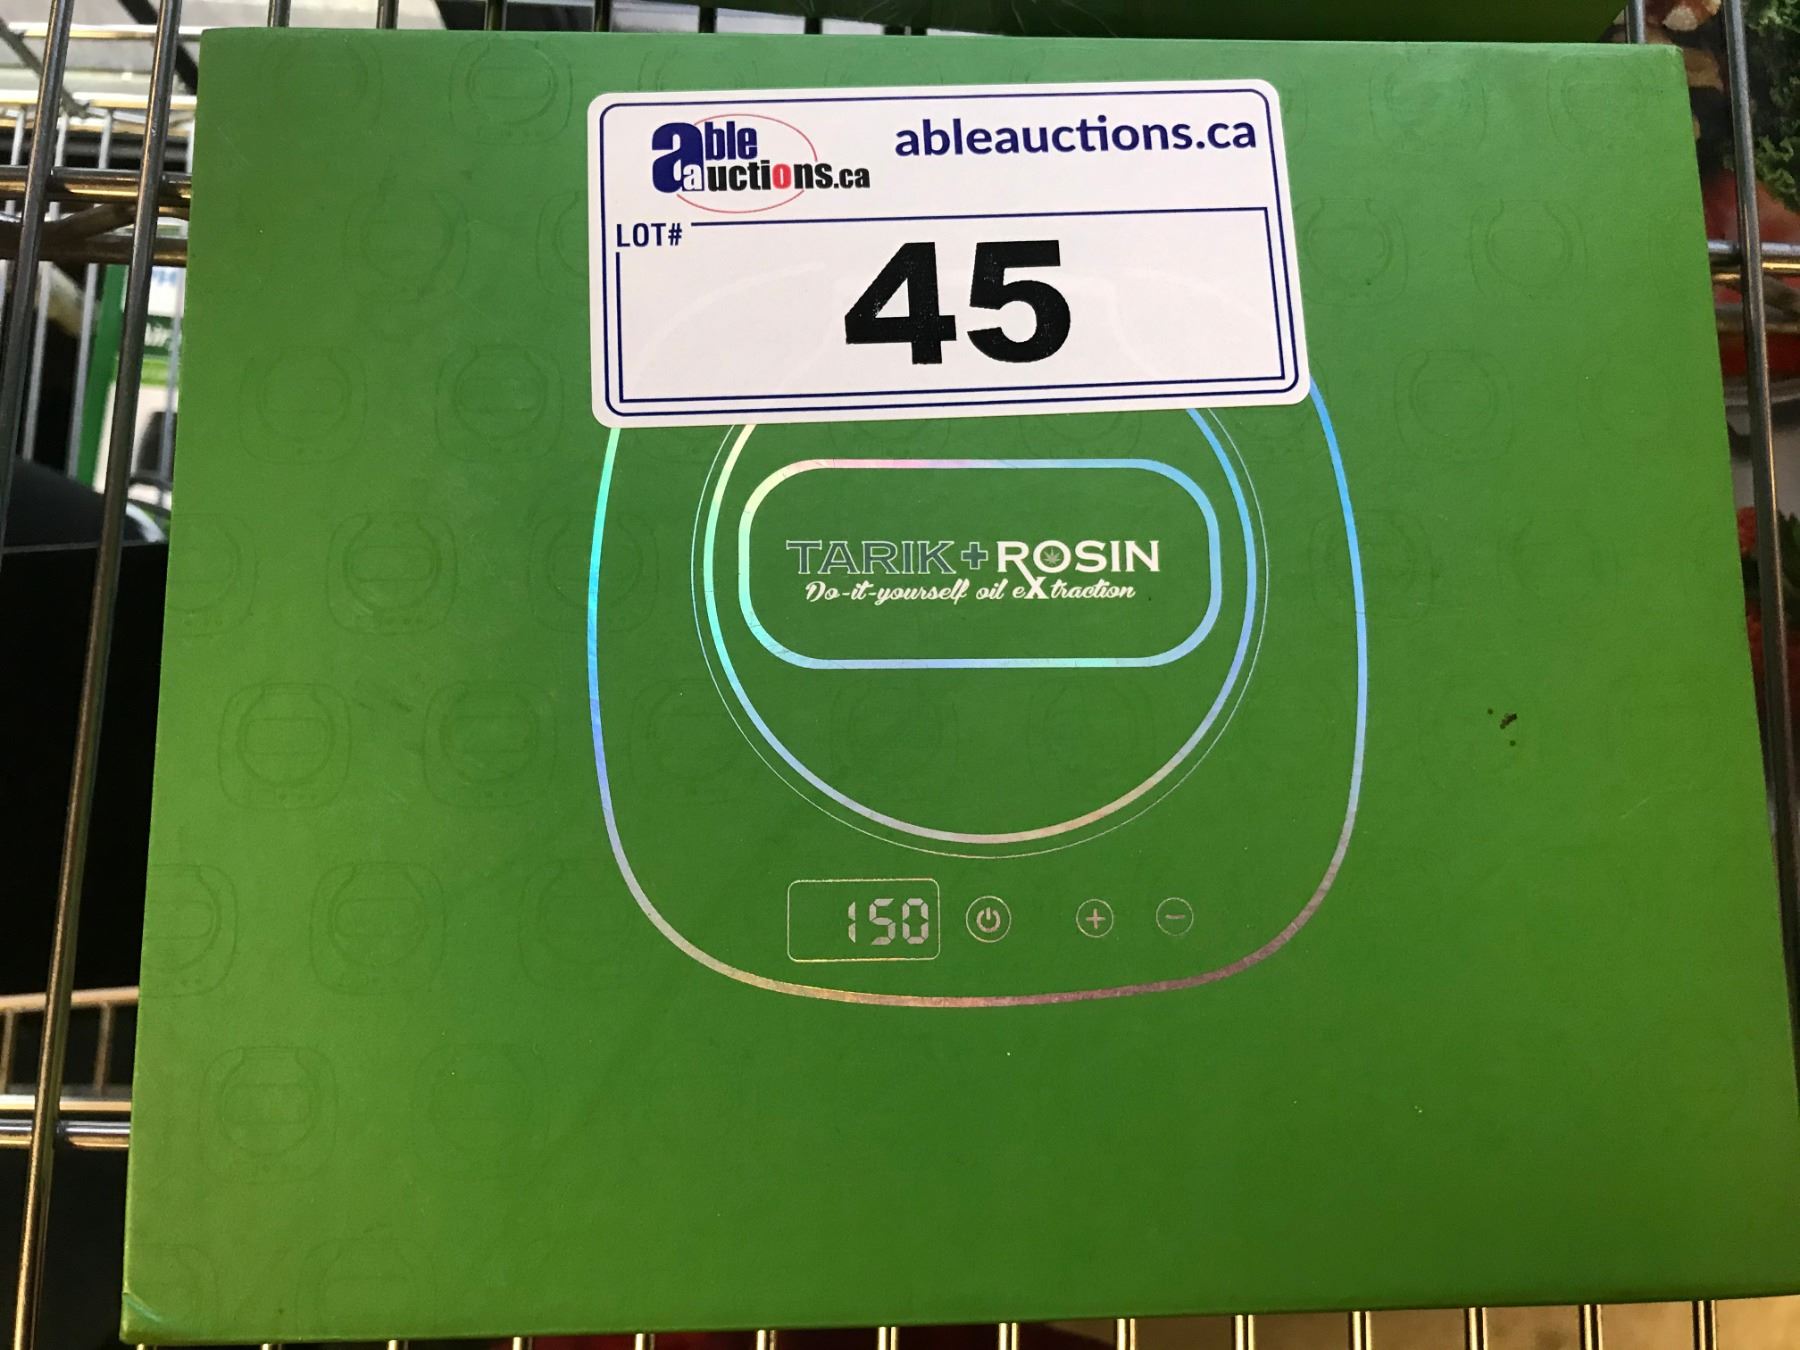 able auctions.ca
ableauctions.ca
LOT#
45
TARIK+ROSIN
Do-it-yourself oil eXtraction
150